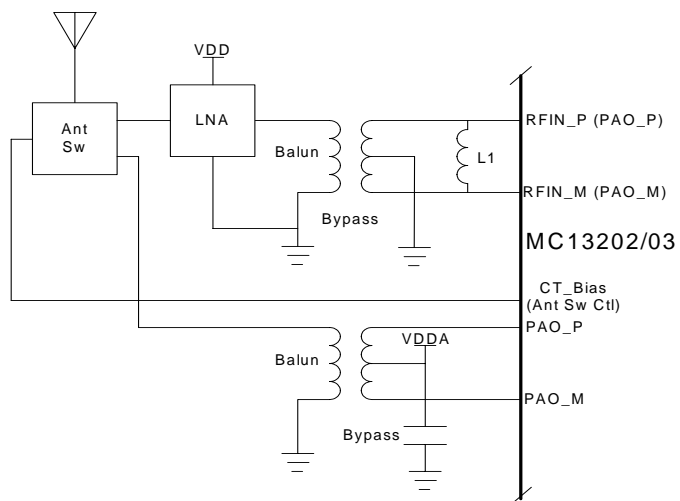 VDD
Ant
Sw
LNA
Balun
Bypass
L1
RFIN_P (PAO_P)
RFIN_M (PAO_M)
MC13202/03
CT_Bias
(Ant Sw Ctl)
PAO_P
VDDA
Balun
PAO_M
Bypass